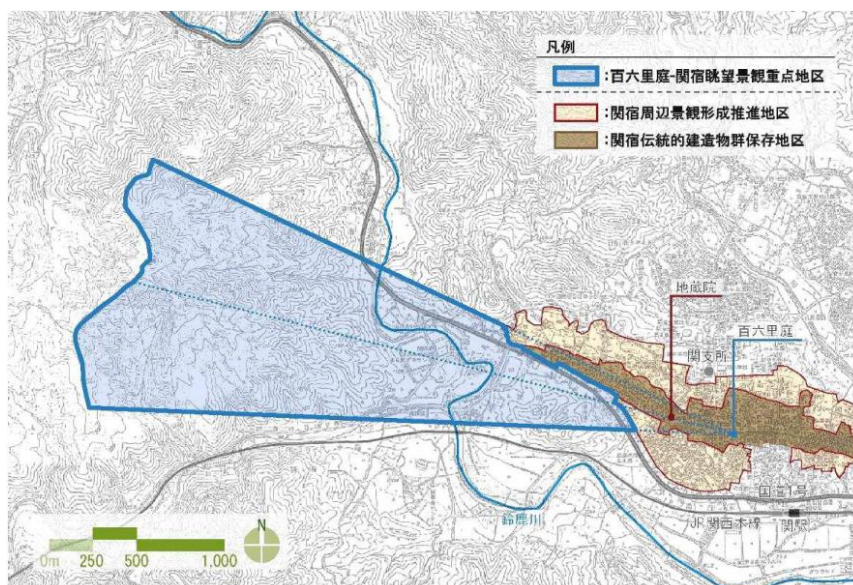 凡例
:百六里庭-関宿眺望景観重点地区
:関宿周辺景観形成推進地区
:関宿伝統的建造物群保存地区
地蔵院
百六里庭
関支所
国道1号
JR関西本線
関駅
鈴鹿川
N
0m 250 500 1,000